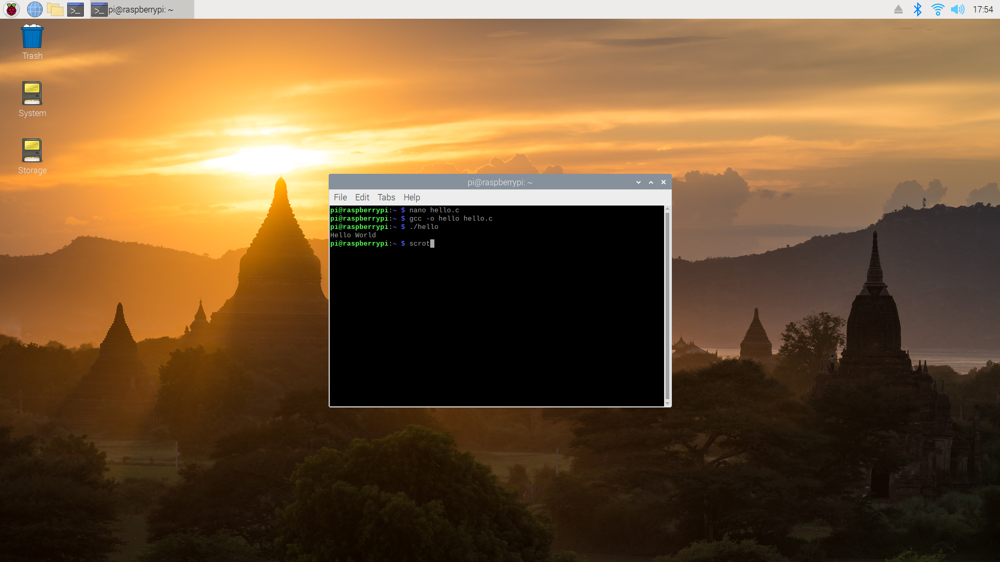 pi@raspberrypi: ~
17:54
Trash
System
Storage
pi@raspberrypi: ~
File Edit Tabs Help
pi@raspberrypi:~ $ nano hello.c
pi@raspberrypi:~ $ gcc -o hello hello.c
pi@raspberrypi:~ $ ./hello
Hello World
pi@raspberrypi:~ $ scrot